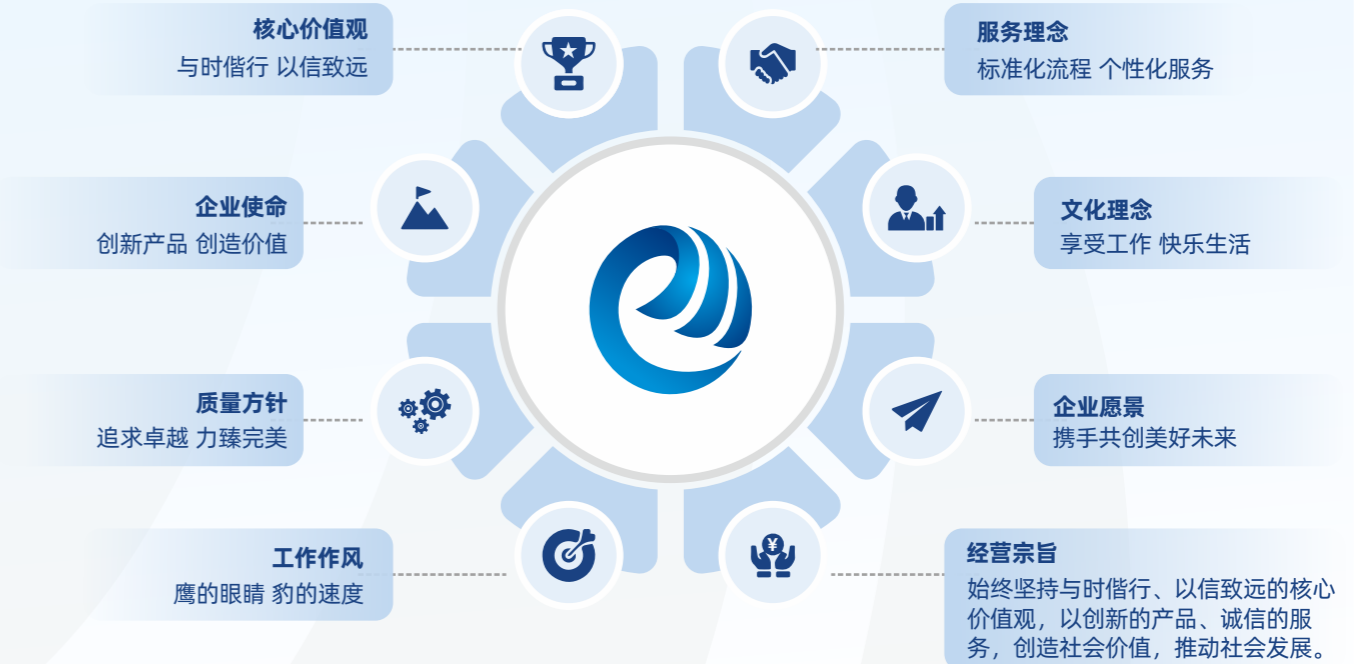 核心价值观
与时偕行 以信致远
服务理念
标准化流程 个性化服务
企业使命
创新产品 创造价值
文化理念
享受工作 快乐生活
质量方针
追求卓越 力臻完美
企业愿景
携手共创美好未来
工作作风
鹰的眼睛 豹的速度
¥
经营宗旨
始终坚持与时偕行、以信致远的核心
价值观，以创新的产品、诚信的服
务，创造社会价值，推动社会发展。